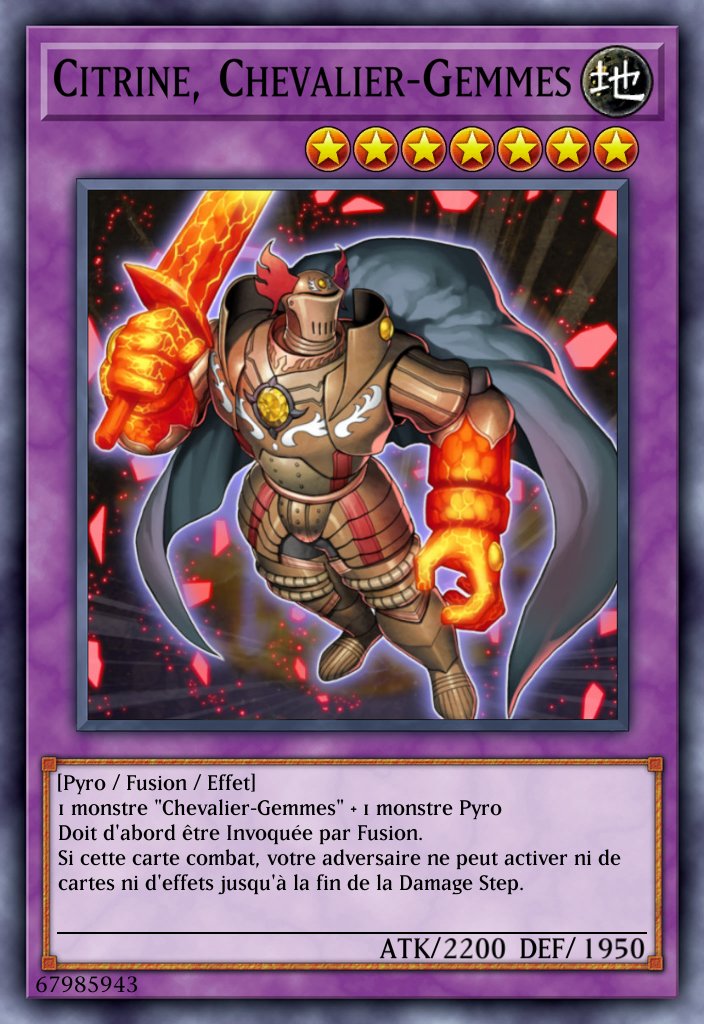 Citrine, Chevalier-Gemmes
地
[Pyro / Fusion / Effet]
1 monstre "Chevalier-Gemmes" + 1 monstre Pyro
Doit d'abord être Invoquée par Fusion.
Si cette carte combat, votre adversaire ne peut activer ni de
cartes ni d'effets jusqu'à la fin de la Damage Step.
ATK/2200 DEF/1950
67985943